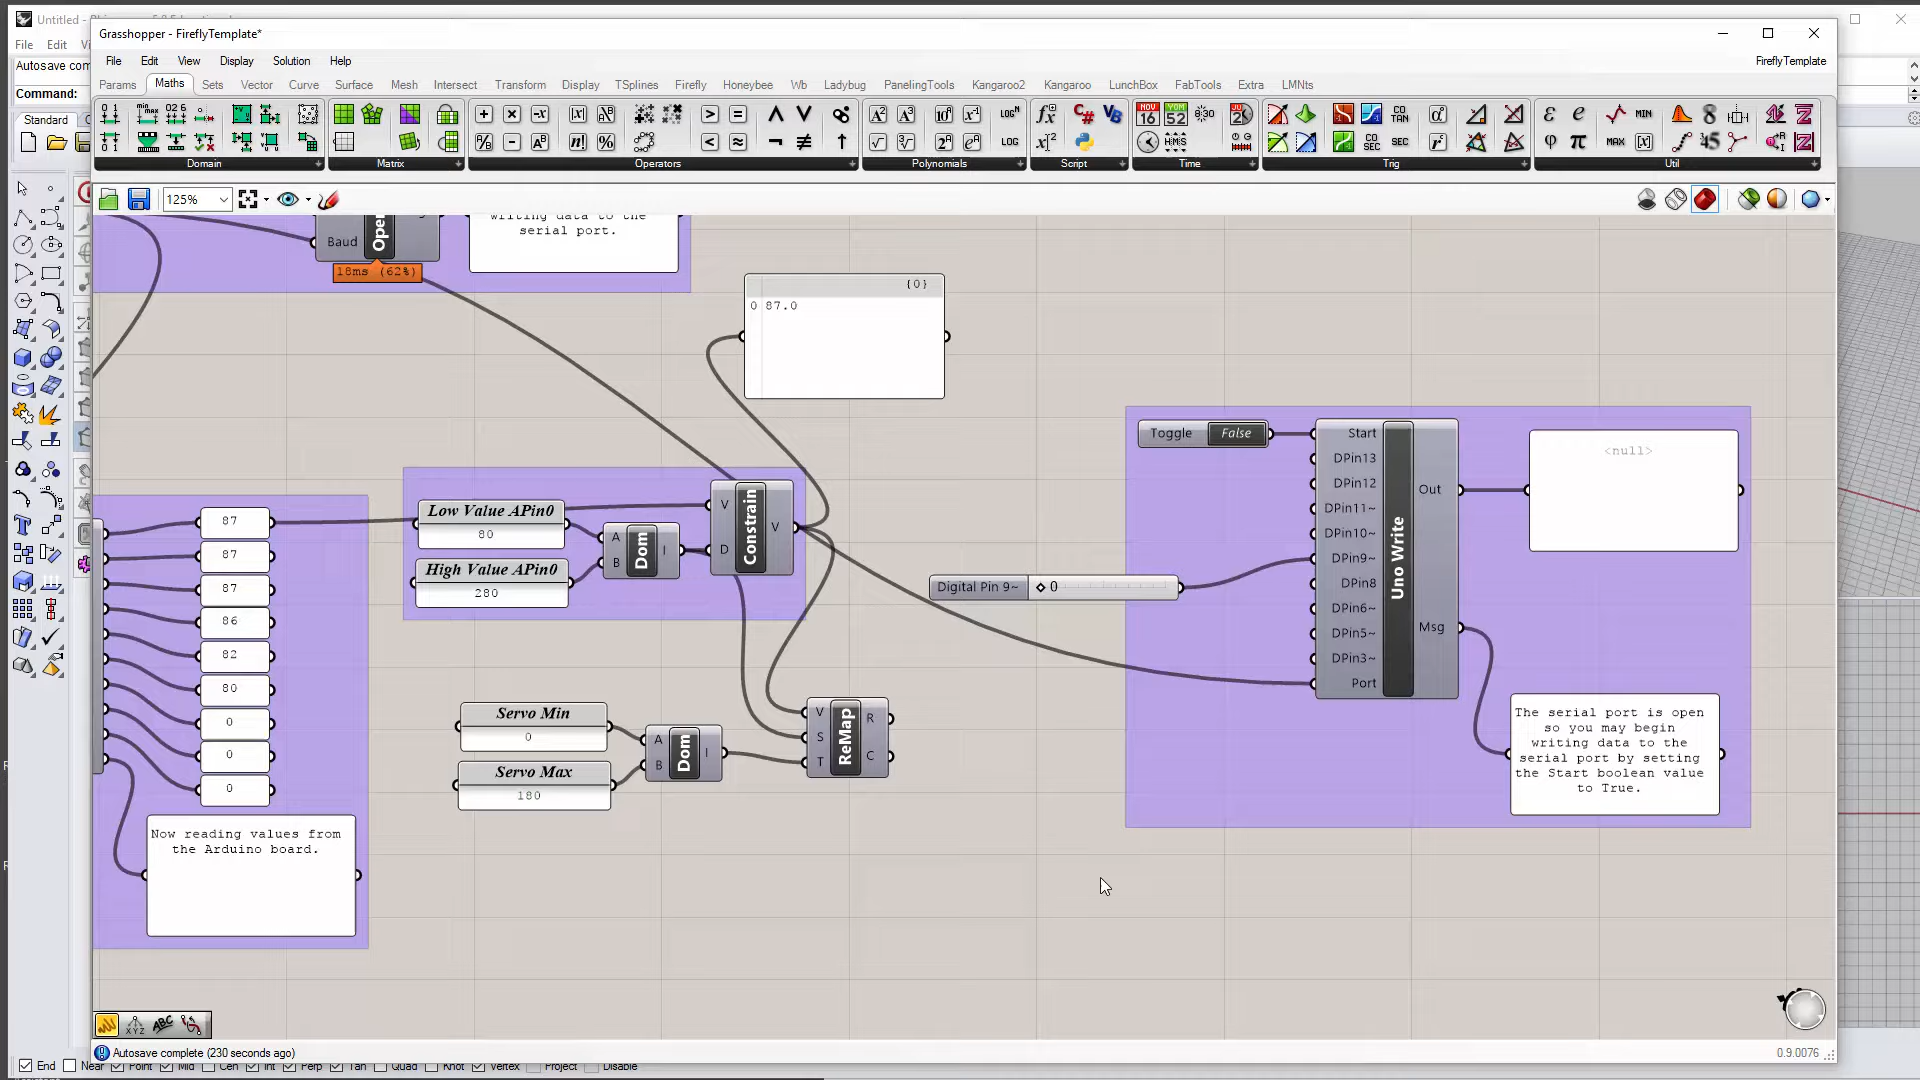 Untitled -
File Edit
Autosave com
Command:
Standard
Grasshopper - FireflyTemplate*
File Edit View Display Solution Help
FireflyTemplate
Params Maths Sets Vector Curve Surface Mesh Intersect Transform Display TSplines Firefly Honeybee Wb Ladybug PanelingTools Kangaroo2 Kangaroo LunchBox FabTools Extra LMNts
Domain Matrix Operators Polynomials Script Time Trig Util
125%
Baud
18ms (62%)
writing data to the
serial port.
{0}
0 87.0
Toggle False
Start
DPin13
DPin12
DPin11~
DPin10~
DPin9~
DPin8
DPin6~
DPin5~
DPin3~
Port
Uno Write
Out
Msg
<null>
The serial port is open
so you may begin
writing data to the
serial port by setting
the Start boolean value
to True.
Digital Pin 9~ 0
Low Value APin0
80
High Value APin0
280
A
B
Dom
I
V
D
Constrain
V
87
87
87
86
82
80
0
0
0
Now reading values from
the Arduino board.
Servo Min
0
Servo Max
180
A
B
Dom
I
V
S
T
ReMap
R
C
Autosave complete (230 seconds ago)
0.9.0076
End Near Point Mid Cen Int Perp Tan Quad Knot Vertex Project Disable